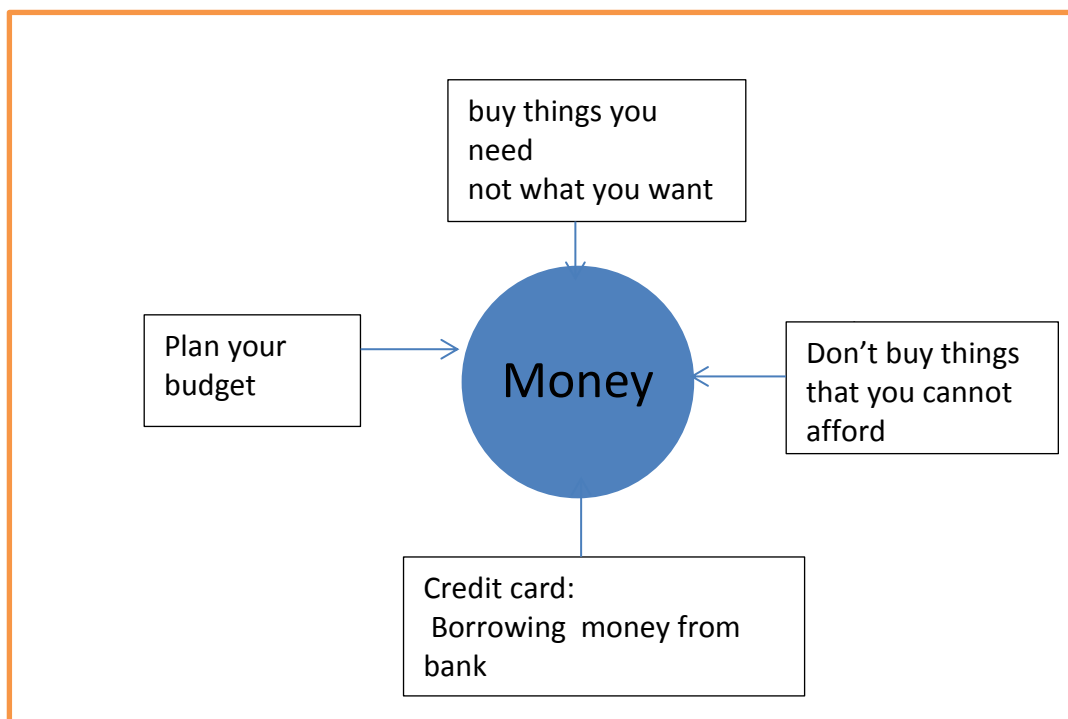 buy things you
need
not what you want
Plan your
budget
Money
Don’t buy things
that you cannot
afford
Credit card:
Borrowing money from
bank